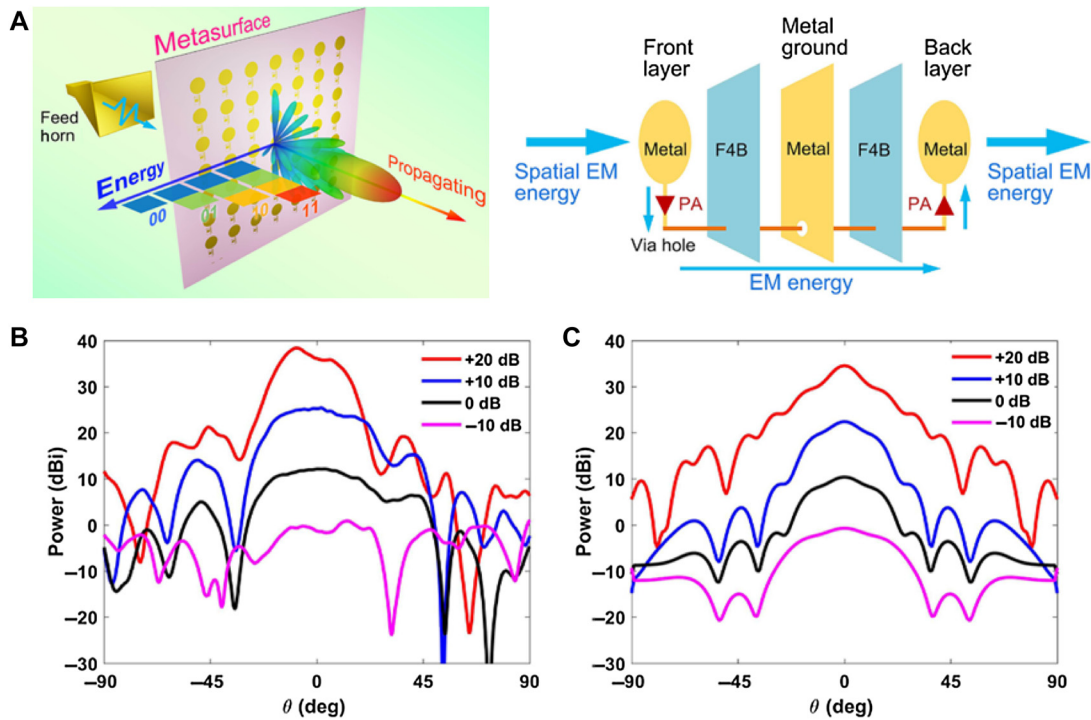 A
Metasurface
Feed
horn
Energy
00
01
10
11
Propagating
Front
layer
Metal
ground
Back
layer
Spatial EM
energy
Metal
F4B
Metal
F4B
Metal
Spatial EM
energy
PA
PA
Via hole
EM energy
B
40
30
20
10
0
–10
–20
–30
Power (dBi)
+20 dB
+10 dB
0 dB
–10 dB
–90
–45
0
45
90
θ (deg)
C
40
30
20
10
0
–10
–20
–30
Power (dBi)
+20 dB
+10 dB
0 dB
–10 dB
–90
–45
0
45
90
θ (deg)